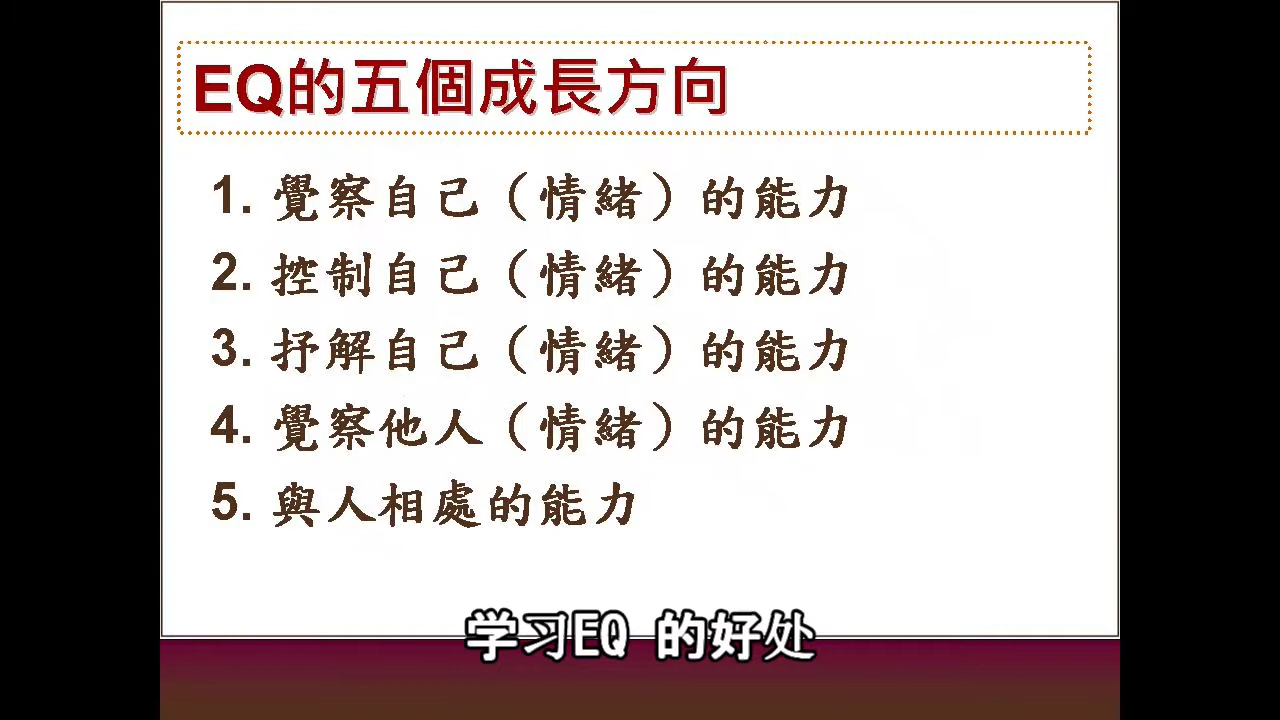 EQ的五個成長方向
1. 覺察自己（情緒）的能力
2. 控制自己（情緒）的能力
3. 抒解自己（情緒）的能力
4. 覺察他人（情緒）的能力
5. 與人相處的能力
学习EQ 的好处